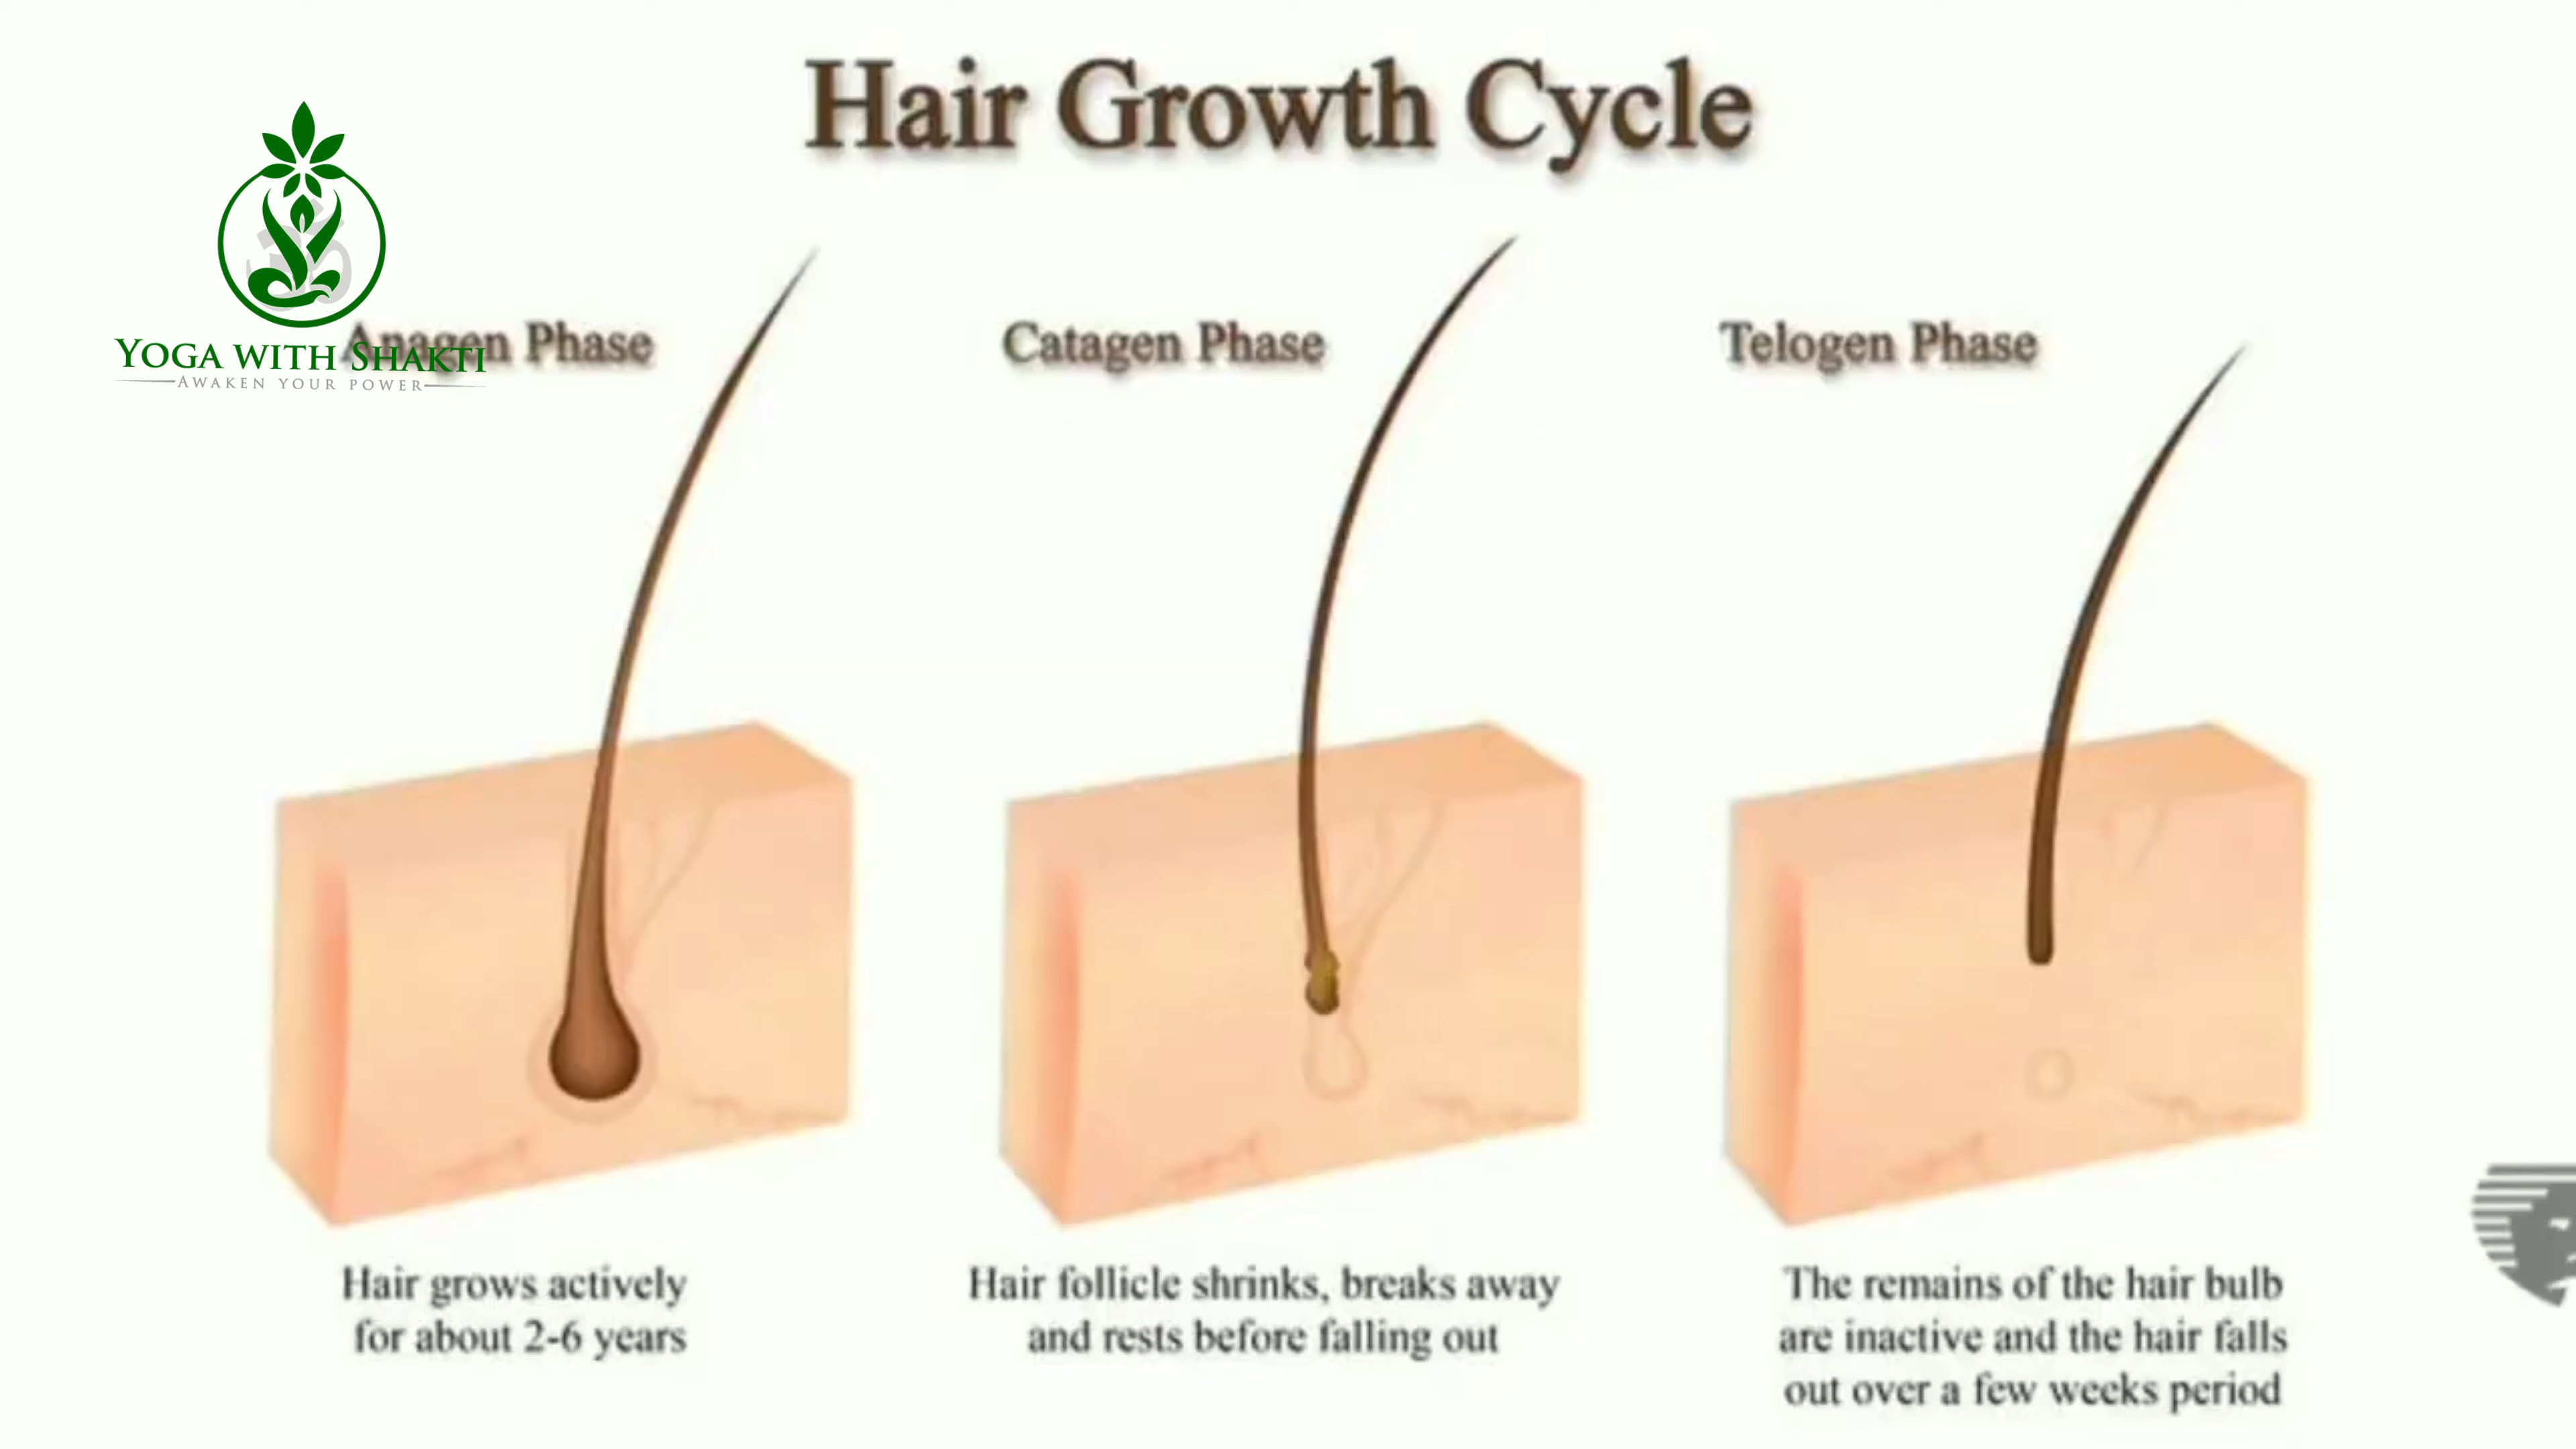 Hair Growth Cycle
YOGA WITH SHAKTI
AWAKEN YOUR POWER
Anagen Phase
Catagen Phase
Telogen Phase
Hair grows actively
for about 2-6 years
Hair follicle shrinks, breaks away
and rests before falling out
The remains of the hair bulb
are inactive and the hair falls
out over a few weeks period